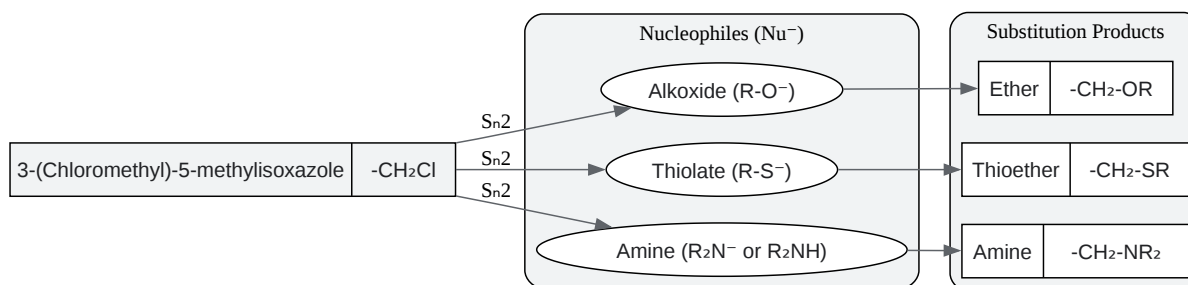 Nucleophiles (Nu⁻)
Substitution Products
Alkoxide (R-O⁻)
Ether
-CH₂-OR
Sₙ2
3-(Chloromethyl)-5-methylisoxazole
-CH₂Cl
Sₙ2
Thiolate (R-S⁻)
Thioether
-CH₂-SR
Sₙ2
Amine (R₂N⁻ or R₂NH)
Amine
-CH₂-NR₂